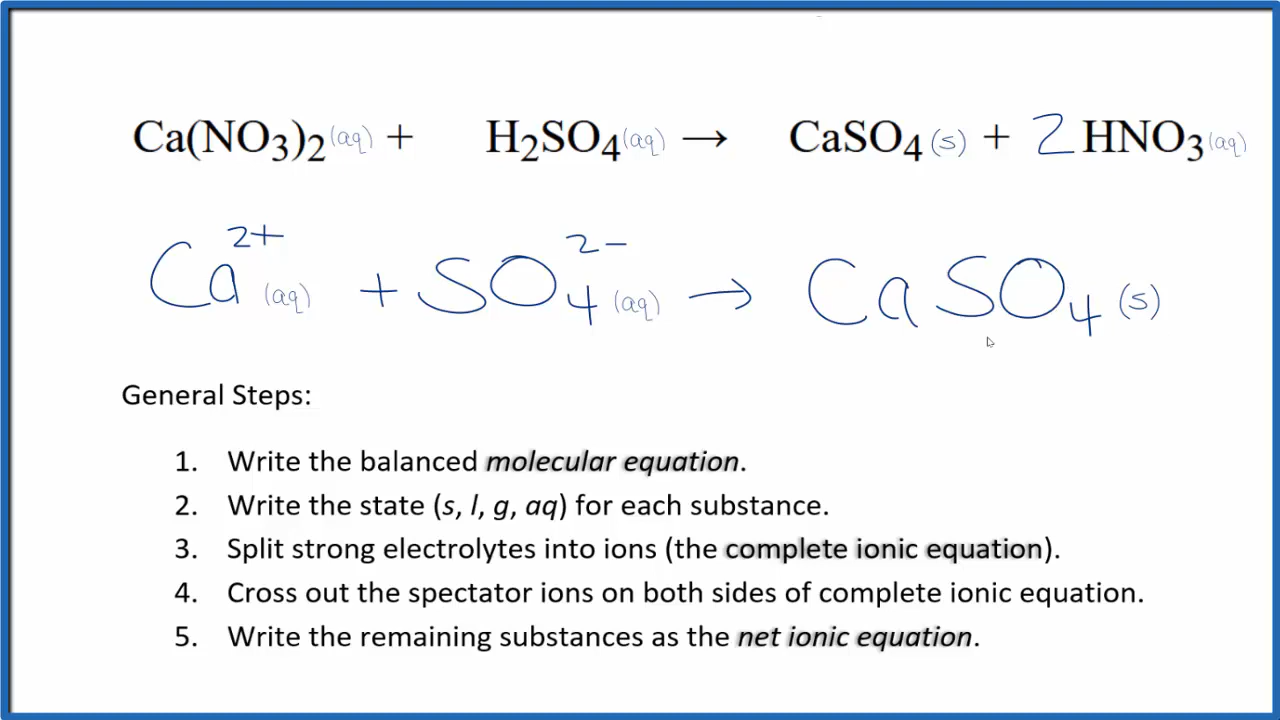 Ca(NO3)2(aq) + H2SO4(aq) → CaSO4(s) + 2HNO3(aq)
Ca2+(aq) + SO42-(aq) → CaSO4(s)
General Steps:
1. Write the balanced molecular equation.
2. Write the state (s, l, g, aq) for each substance.
3. Split strong electrolytes into ions (the complete ionic equation).
4. Cross out the spectator ions on both sides of complete ionic equation.
5. Write the remaining substances as the net ionic equation.